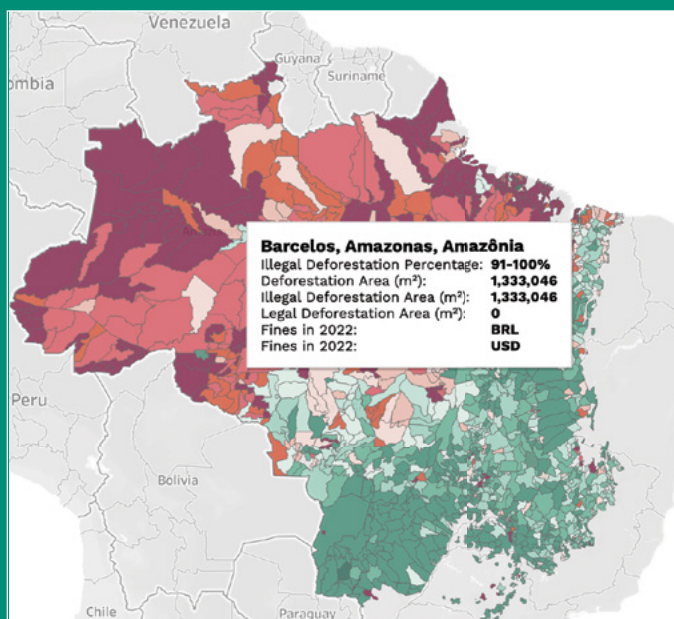 Venezuela
Guyana
Suriname
ombia
Barcelos, Amazonas, Amazônia
Illegal Deforestation Percentage: 91-100%
Deforestation Area (m²): 1,333,046
Illegal Deforestation Area (m²): 1,333,046
Legal Deforestation Area (m²): 0
Fines in 2022: BRL
Fines in 2022: USD
Peru
Bolivia
Chile
Paraguay